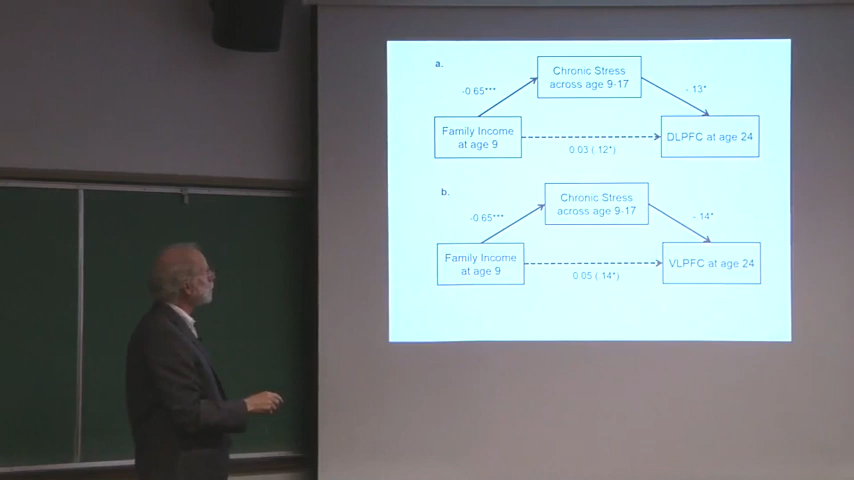 a.
Chronic Stress
across age 9-17
-0.65***
-.13*
Family Income
at age 9
DLPFC at age 24
0.03 (.12*)
b.
Chronic Stress
across age 9-17
-0.65***
-.14*
Family Income
at age 9
VLPFC at age 24
0.05 (.14*)